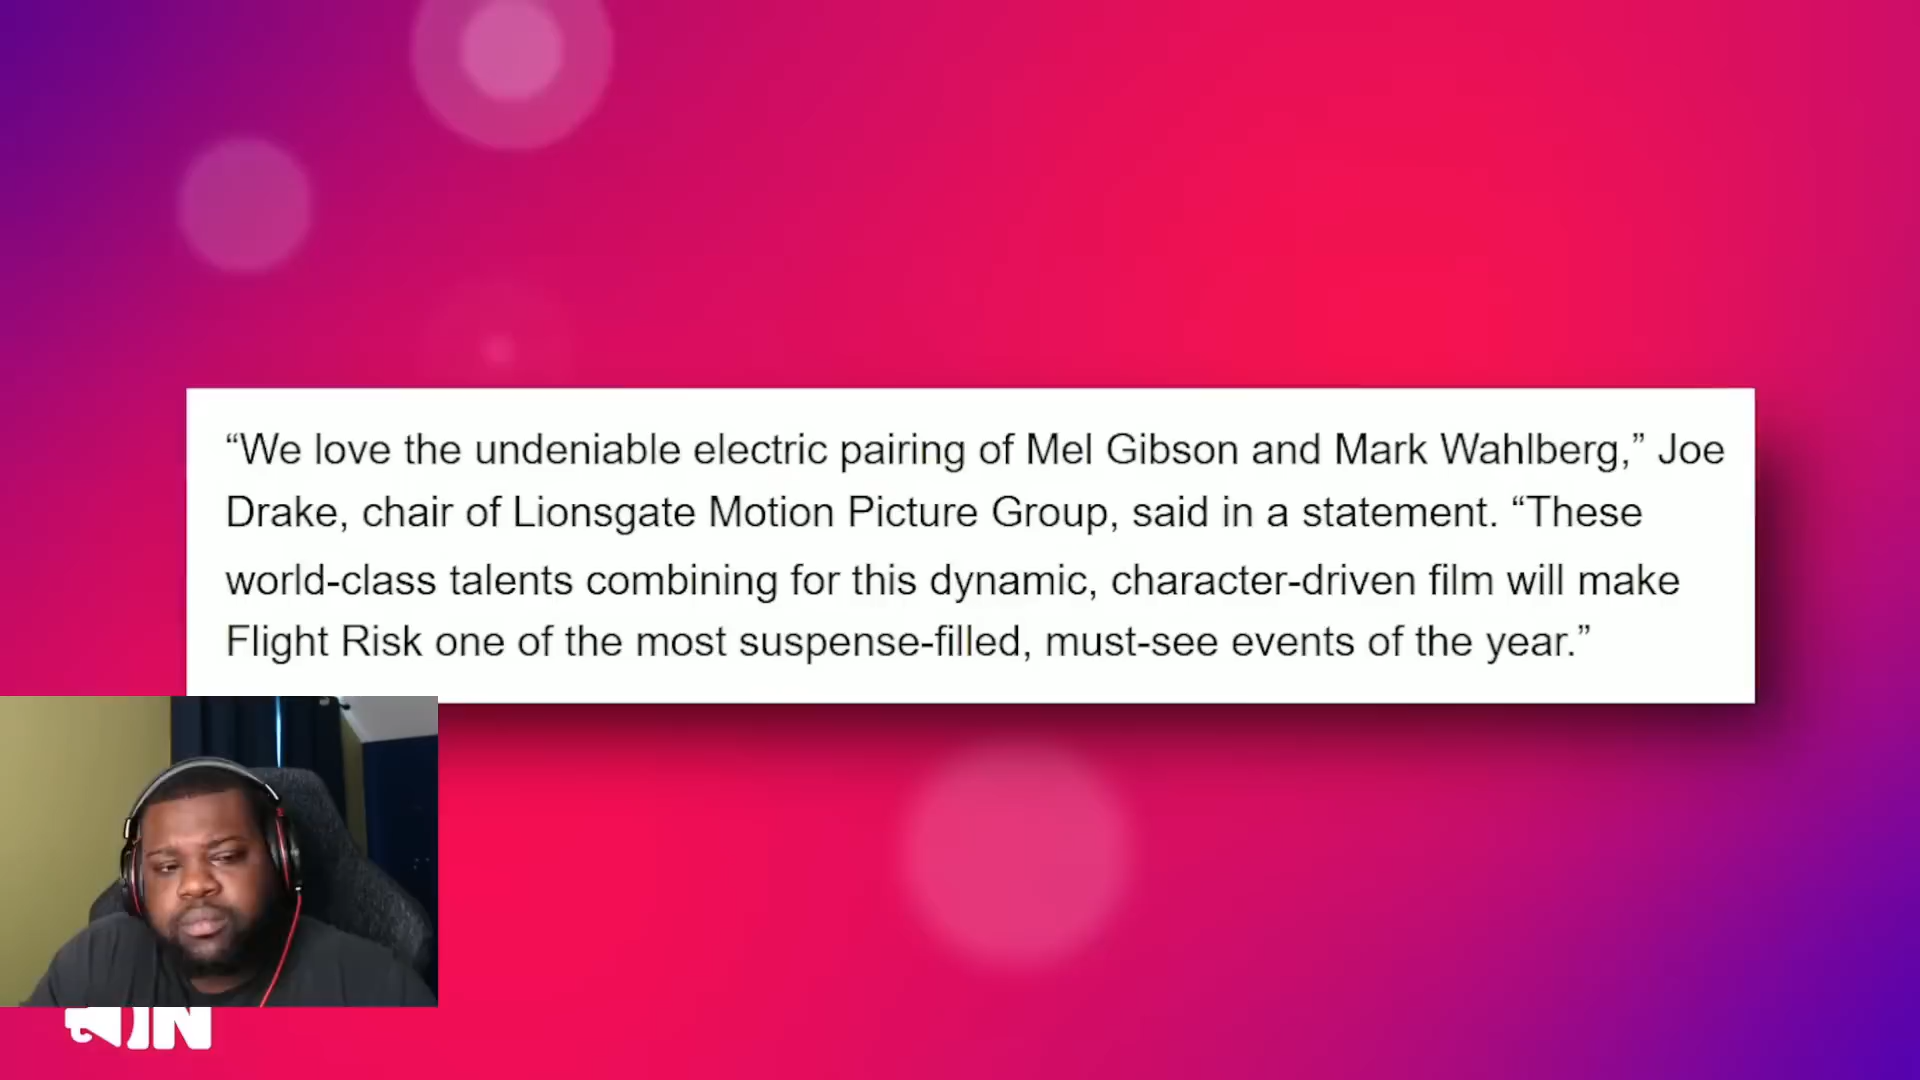 “We love the undeniable electric pairing of Mel Gibson and Mark Wahlberg,” Joe
Drake, chair of Lionsgate Motion Picture Group, said in a statement. “These
world-class talents combining for this dynamic, character-driven film will make
Flight Risk one of the most suspense-filled, must-see events of the year.”